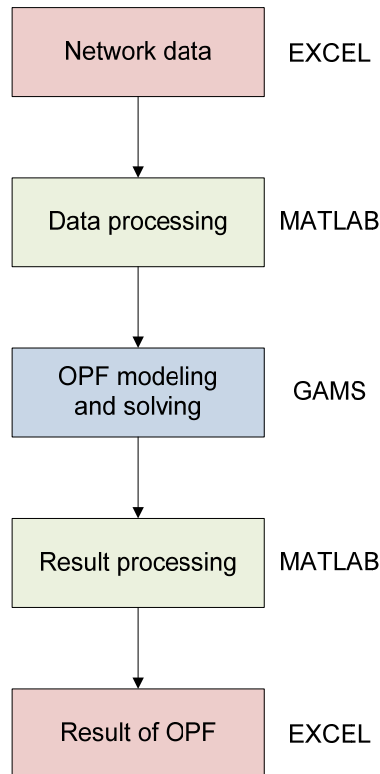 Network data
EXCEL
Data processing
MATLAB
OPF modeling
and solving
GAMS
Result processing
MATLAB
Result of OPF
EXCEL